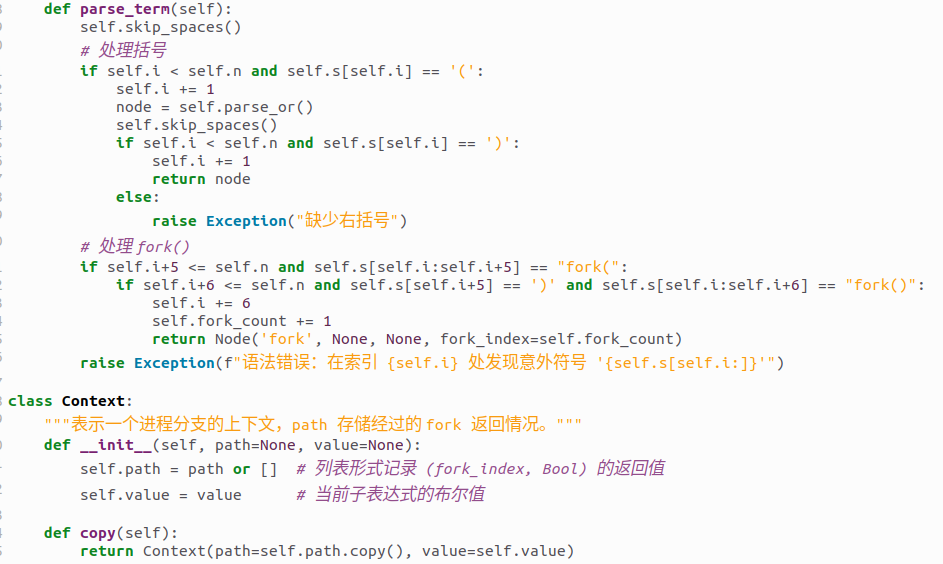 def parse_term(self):
        self.skip_spaces()
        # 处理括号
        if self.i < self.n and self.s[self.i] == '(':
            self.i += 1
            node = self.parse_or()
            self.skip_spaces()
            if self.i < self.n and self.s[self.i] == ')':
                self.i += 1
                return node
            else:
                raise Exception("缺少右括号")
        # 处理 fork()
        if self.i+5 <= self.n and self.s[self.i:self.i+5] == "fork(":
            if self.i+6 <= self.n and self.s[self.i+5] == ')' and self.s[self.i:self.i+6] == "fork()":
                self.i += 6
                self.fork_count += 1
                return Node('fork', None, None, fork_index=self.fork_count)
        raise Exception(f"语法错误: 在索引 {self.i} 处发现意外符号 '{self.s[self.i:]}'")
class Context:
    """表示一个进程分支的上下文，path 存储经过的 fork 返回情况。"""
    def __init__(self, path=None, value=None):
        self.path = path or []  # 列表形式记录 (fork_index, Bool) 的返回值
        self.value = value      # 当前子表达式的布尔值
    def copy(self):
        return Context(path=self.path.copy(), value=self.value)